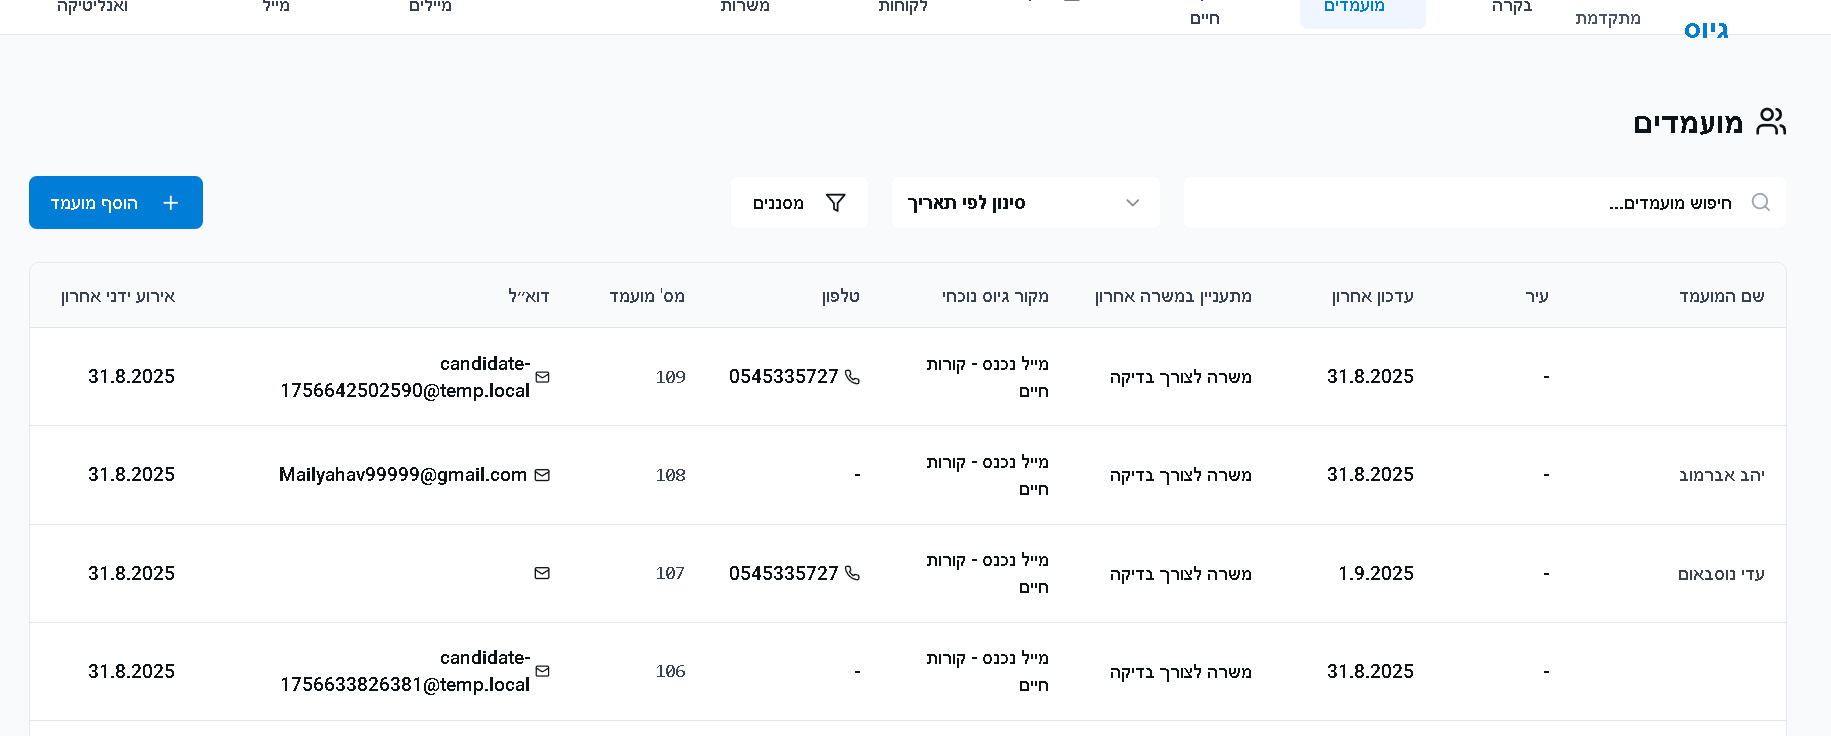 בקרה
מועמדים
חיים
לקוחות
משרות
מיילים
מייל
ואנליטיקה
מתקדמת
גיוס
מועמדים
חיפוש מועמדים...
סינון לפי תאריך
מסננים
הוסף מועמד
שם המועמד
עיר
עדכון אחרון
מתעניין במשרה אחרון
מקור גיוס נוכחי
טלפון
מס' מועמד
דוא״ל
אירוע ידני אחרון
-
31.8.2025
משרה לצורך בדיקה
מייל נכנס - קורות
חיים
0545335727
109
candidate-
1756642502590@temp.local
31.8.2025
יהב אברמוב
-
31.8.2025
משרה לצורך בדיקה
מייל נכנס - קורות
חיים
-
108
Mailyahav99999@gmail.com
31.8.2025
עדי נוסבאום
-
1.9.2025
משרה לצורך בדיקה
מייל נכנס - קורות
חיים
0545335727
107
31.8.2025
-
31.8.2025
משרה לצורך בדיקה
מייל נכנס - קורות
חיים
-
106
candidate-
1756633826381@temp.local
31.8.2025